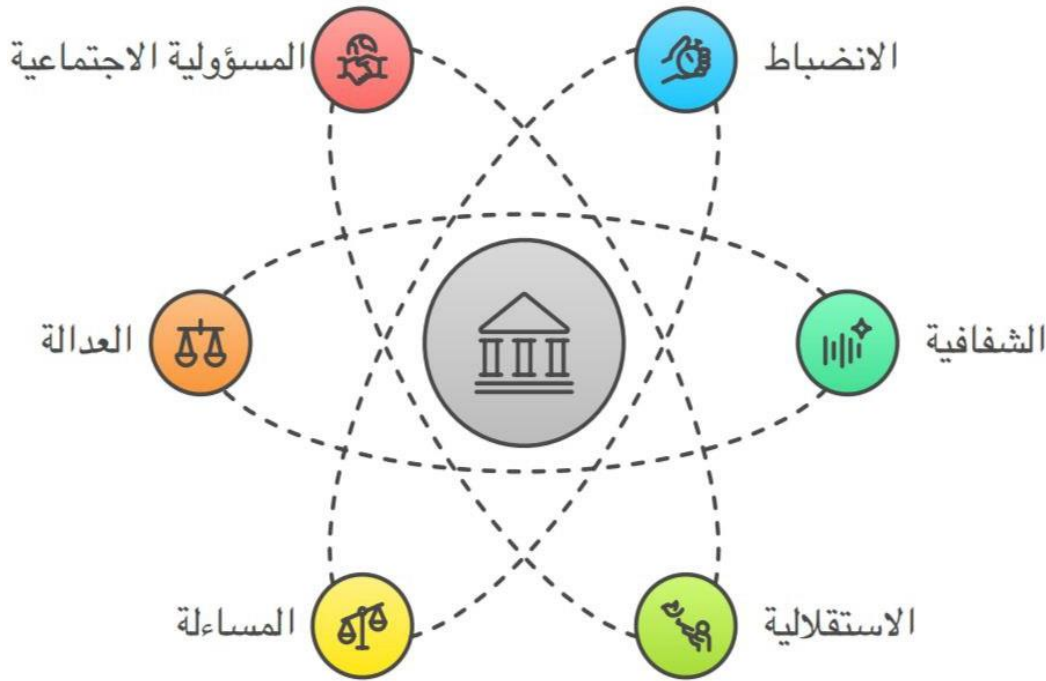 الانضباط
المسؤولية الاجتماعية
الشفافية
العدالة
الاستقلالية
المساءلة